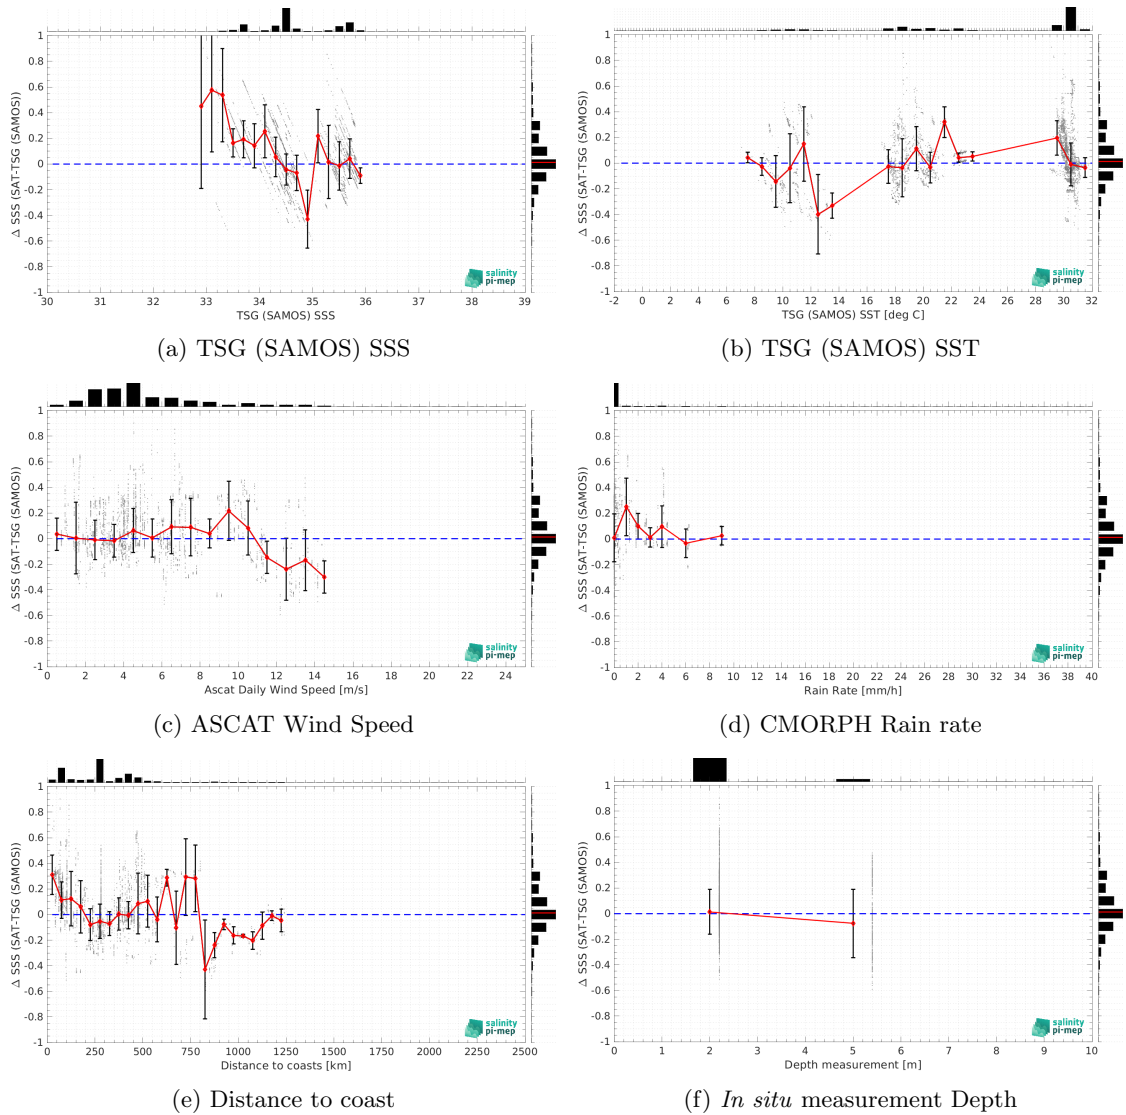 1
0.8
0.6
0.4
0.2
0
-0.2
-0.4
-0.6
-0.8
-1
Δ SSS (SAT-TSG (SAMOS))
30 31 32 33 34 35 36 37 38 39
TSG (SAMOS) SSS
salinity
pi-mep
(a) TSG (SAMOS) SSS
1
0.8
0.6
0.4
0.2
0
-0.2
-0.4
-0.6
-0.8
-1
Δ SSS (SAT-TSG (SAMOS))
-2 0 2 4 6 8 10 12 14 16 18 20 22 24 26 28 30 32
TSG (SAMOS) SST [deg C]
salinity
pi-mep
(b) TSG (SAMOS) SST
1
0.8
0.6
0.4
0.2
0
-0.2
-0.4
-0.6
-0.8
-1
Δ SSS (SAT-TSG (SAMOS))
0 2 4 6 8 10 12 14 16 18 20 22 24
Ascat Daily Wind Speed [m/s]
salinity
pi-mep
(c) ASCAT Wind Speed
1
0.8
0.6
0.4
0.2
0
-0.2
-0.4
-0.6
-0.8
-1
Δ SSS (SAT-TSG (SAMOS))
0 2 4 6 8 10 12 14 16 18 20 22 24 26 28 30 32 34 36 38 40
Rain Rate [mm/h]
salinity
pi-mep
(d) CMORPH Rain rate
1
0.8
0.6
0.4
0.2
0
-0.2
-0.4
-0.6
-0.8
-1
Δ SSS (SAT-TSG (SAMOS))
0 250 500 750 1000 1250 1500 1750 2000 2250 2500
Distance to coasts [km]
salinity
pi-mep
(e) Distance to coast
1
0.8
0.6
0.4
0.2
0
-0.2
-0.4
-0.6
-0.8
-1
Δ SSS (SAT-TSG (SAMOS))
0 1 2 3 4 5 6 7 8 9 10
Depth measurement [m]
salinity
pi-mep
(f) In situ measurement Depth